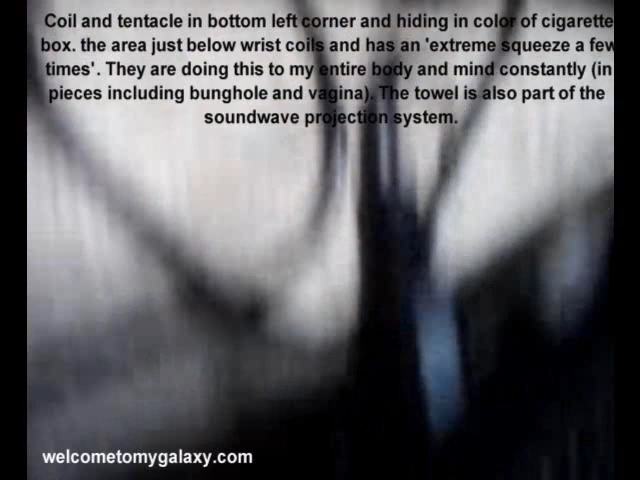 Coil and tentacle in bottom left corner and hiding in color of cigarette
box. the area just below wrist coils and has an 'extreme squeeze a few
times'. They are doing this to my entire body and mind constantly (in
pieces including bunghole and vagina). The towel is also part of the
soundwave projection system.
welcometomygalaxy.com